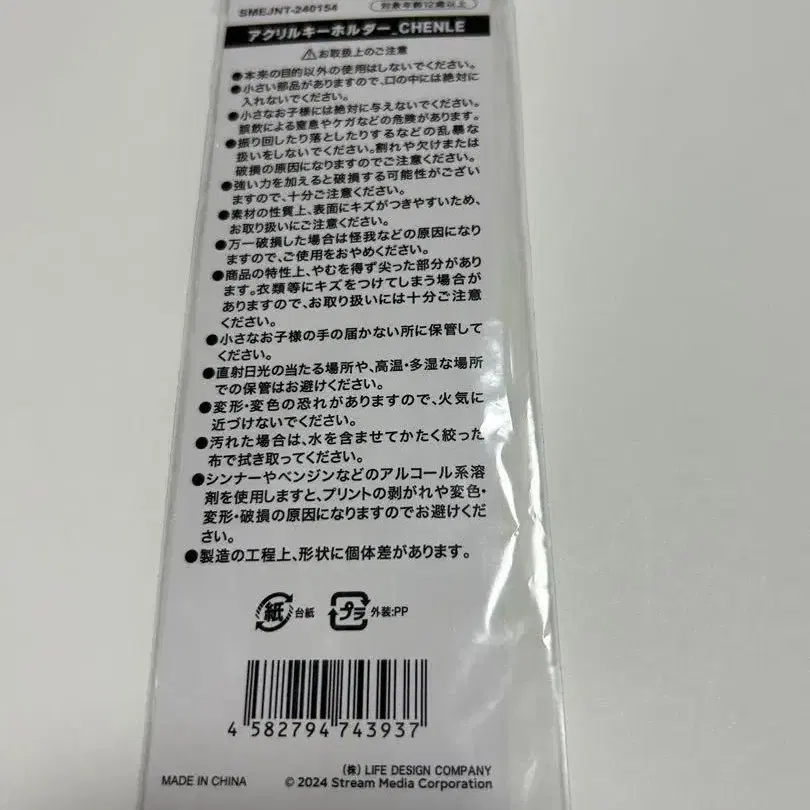 SMEJNT-240154
対象年齢12歳以上
アクリルキーホルダー_CHENLE
⚠お取扱上のご注意
●本来の目的以外の使用はしないでください。
●小さい部品がありますので、口の中には絶対に
入れないでください。
●小さなお子様には絶対に与えないでください。
誤飲による窒息やケガなどの危険があります。
●振り回したり落としたりするなどの乱暴な
扱いをしないでください。割れや欠けまたは
破損の原因になりますのでご注意ください。
●強い力を加えると破損する可能性がござい
ますので、十分ご注意ください。
●素材の性質上、表面にキズがつきやすいため、
お取り扱いにご注意ください。
●万一破損した場合は怪我などの原因になり
ますので、ご使用をおやめください。
●商品の特性上、やむを得ず尖った部分があり
ます。衣類等にキズをつけてしまう場合が
ありますので、お取り扱いには十分ご注意
ください。
●小さなお子様の手の届かない所に保管して
ください。
●直射日光の当たる場所や、高温・多湿な場所
での保管はお避けください。
●変形・変色の恐れがありますので、火気に
近づけないでください。
●汚れた場合は、水を含ませてかたく絞った
布で拭き取ってください。
●シンナーやベンジンなどのアルコール系溶
剤を使用しますと、プリントの剥がれや変色・
変形・破損の原因になりますのでお避けくだ
さい。
●製造の工程上、形状に個体差があります。
紙 台紙 プラ 外装:PP
4 582794 743937
(株) LIFE DESIGN COMPANY
MADE IN CHINA © 2024 Stream Media Corporation